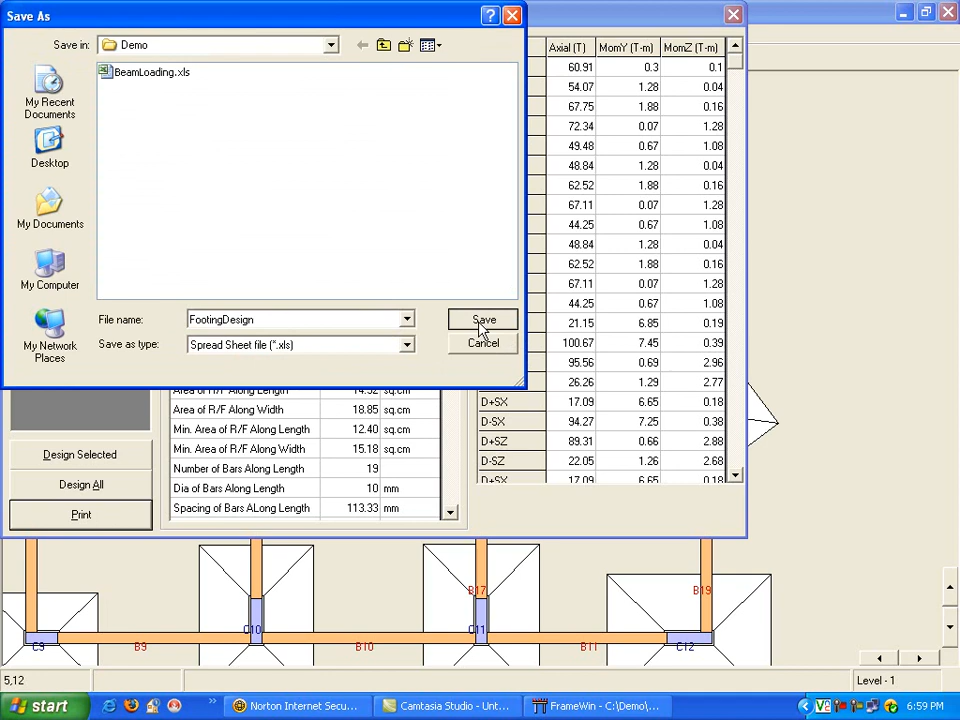 Save As
Save in:
Demo
My Recent
Documents
Desktop
My Documents
My Computer
My Network
Places
BeamLoading.xls
File name:
FootingDesign
Save
Save as type:
Spread Sheet file (*.xls)
Cancel
Axial (T) MomY (T-m) MomZ (T-m)
60.91 0.3 0.1
54.07 1.28 0.04
67.75 1.88 0.16
72.34 0.07 1.28
49.48 0.67 1.08
48.84 1.28 0.04
62.52 1.88 0.16
67.11 0.07 1.28
44.25 0.67 1.08
48.84 1.28 0.04
62.52 1.88 0.16
67.11 0.07 1.28
44.25 0.67 1.08
21.15 6.85 0.19
100.67 7.45 0.39
95.56 0.69 2.96
26.26 1.29 2.77
D+SX 17.09 6.65 0.18
D-SX 94.27 7.25 0.38
D+SZ 89.31 0.66 2.88
D-SZ 22.05 1.26 2.68
D+SX 17.09 6.65 0.18
sq.cm
Area of R/F Along Width 18.85 sq.cm
Min. Area of R/F Along Length 12.40 sq.cm
Min. Area of R/F Along Width 15.18 sq.cm
Number of Bars Along Length 19
Dia of Bars Along Length 10 mm
Spacing of Bars ALong Length 113.33 mm
Design Selected
Design All
Print
B17
B19
C9
B9
C10
B10
C11
B11
C12
5,12
Level - 1
start
Norton Internet Secu...
Camtasia Studio - Unt...
FrameWin - C:\Demo\...
6:59 PM